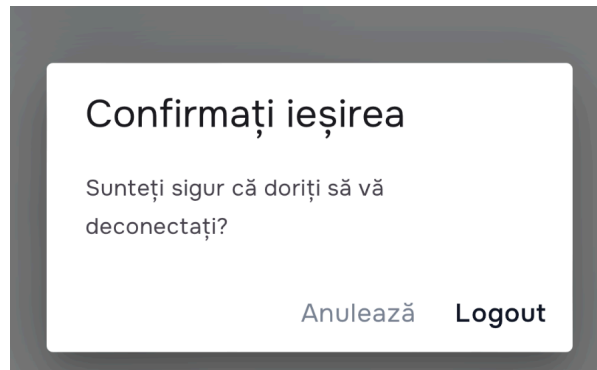 Confirmați ieșirea
Sunteți sigur că doriți să vă
deconectați?
Anulează Logout